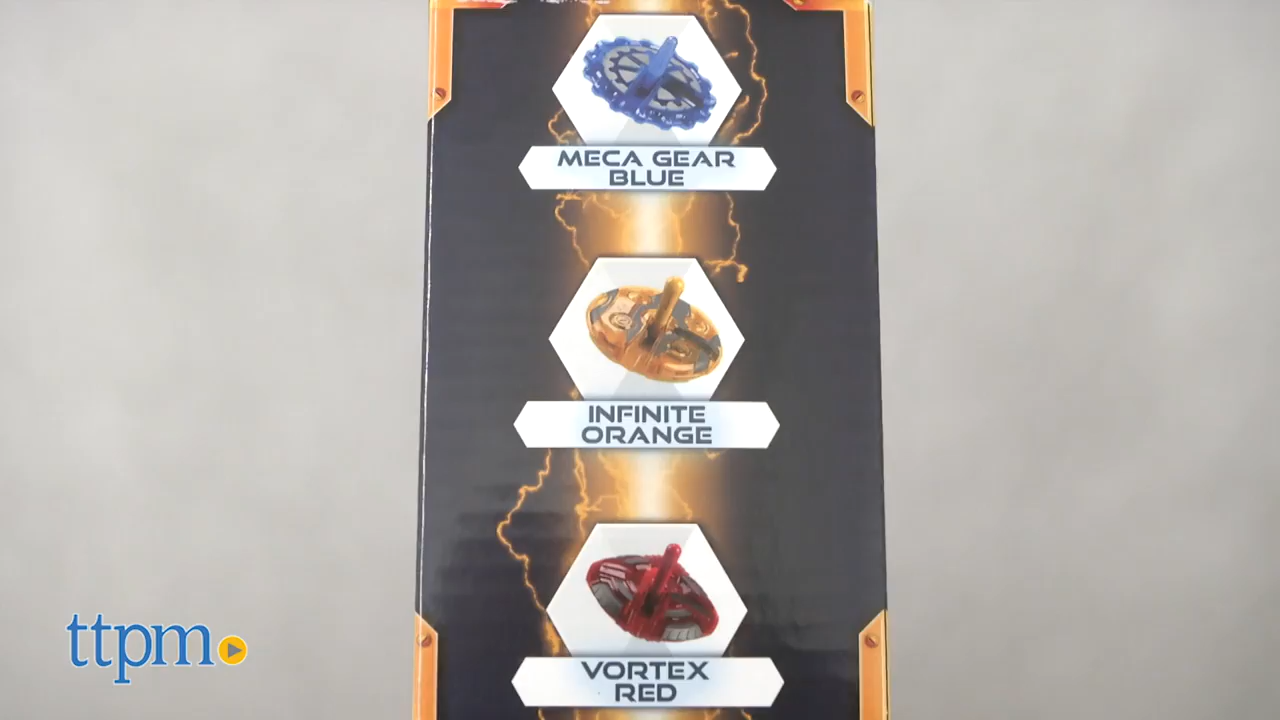 MECA GEAR
BLUE
INFINITE
ORANGE
VORTEX
RED
ttpm